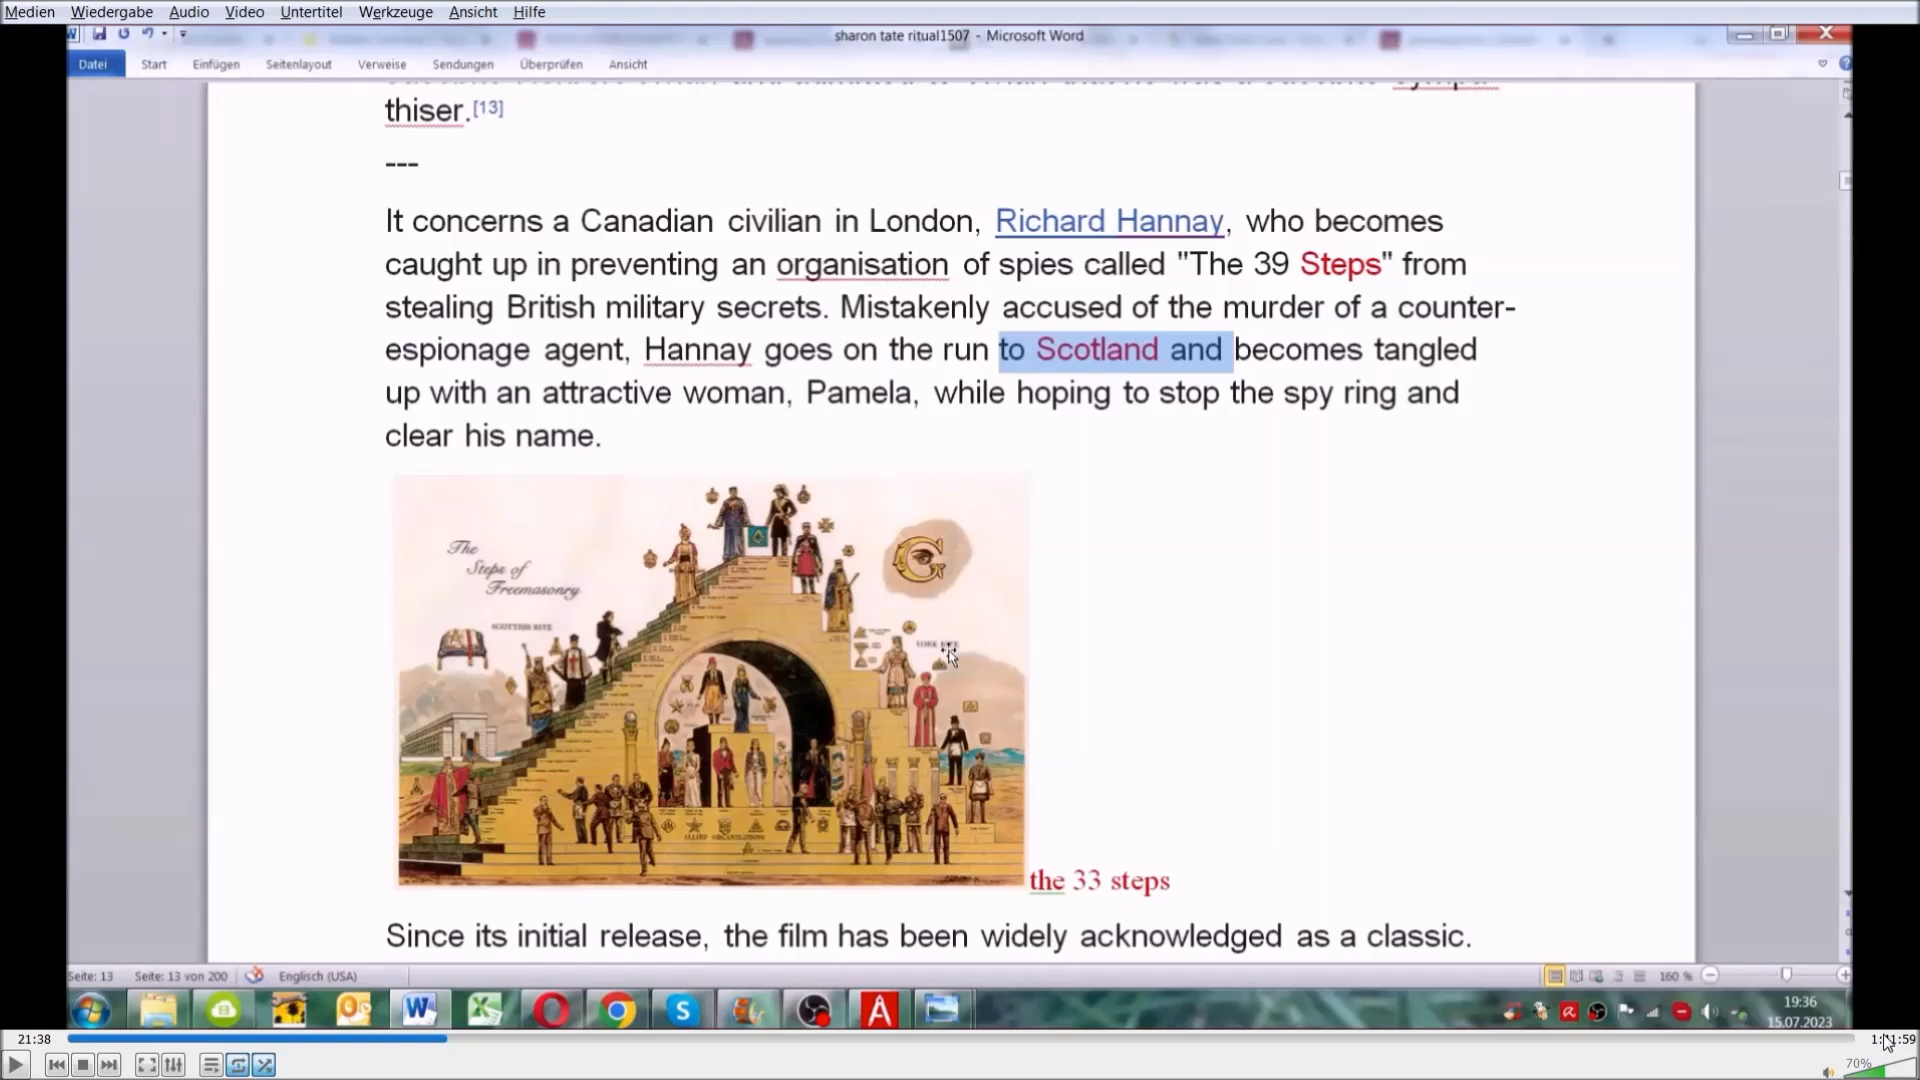 Medien Wiedergabe Audio Video Untertitel Werkzeuge Ansicht Hilfe
sharon tate ritual1507 - Microsoft Word
Datei Start Einfügen Seitenlayout Verweise Sendungen Überprüfen Ansicht
thiser.[13]
---
It concerns a Canadian civilian in London, Richard Hannay, who becomes
caught up in preventing an organisation of spies called "The 39 Steps" from
stealing British military secrets. Mistakenly accused of the murder of a counter-
espionage agent, Hannay goes on the run to Scotland and becomes tangled
up with an attractive woman, Pamela, while hoping to stop the spy ring and
clear his name.
The
Steps of
Freemasonry
SCOTTISH RITE
G
YORK RITE
ALLIED ORGANIZATIONS
the 33 steps
Since its initial release, the film has been widely acknowledged as a classic.
Seite: 13 Seite: 13 von 200 Englisch (USA) 160 %
19:36
15.07.2023
21:38
70%